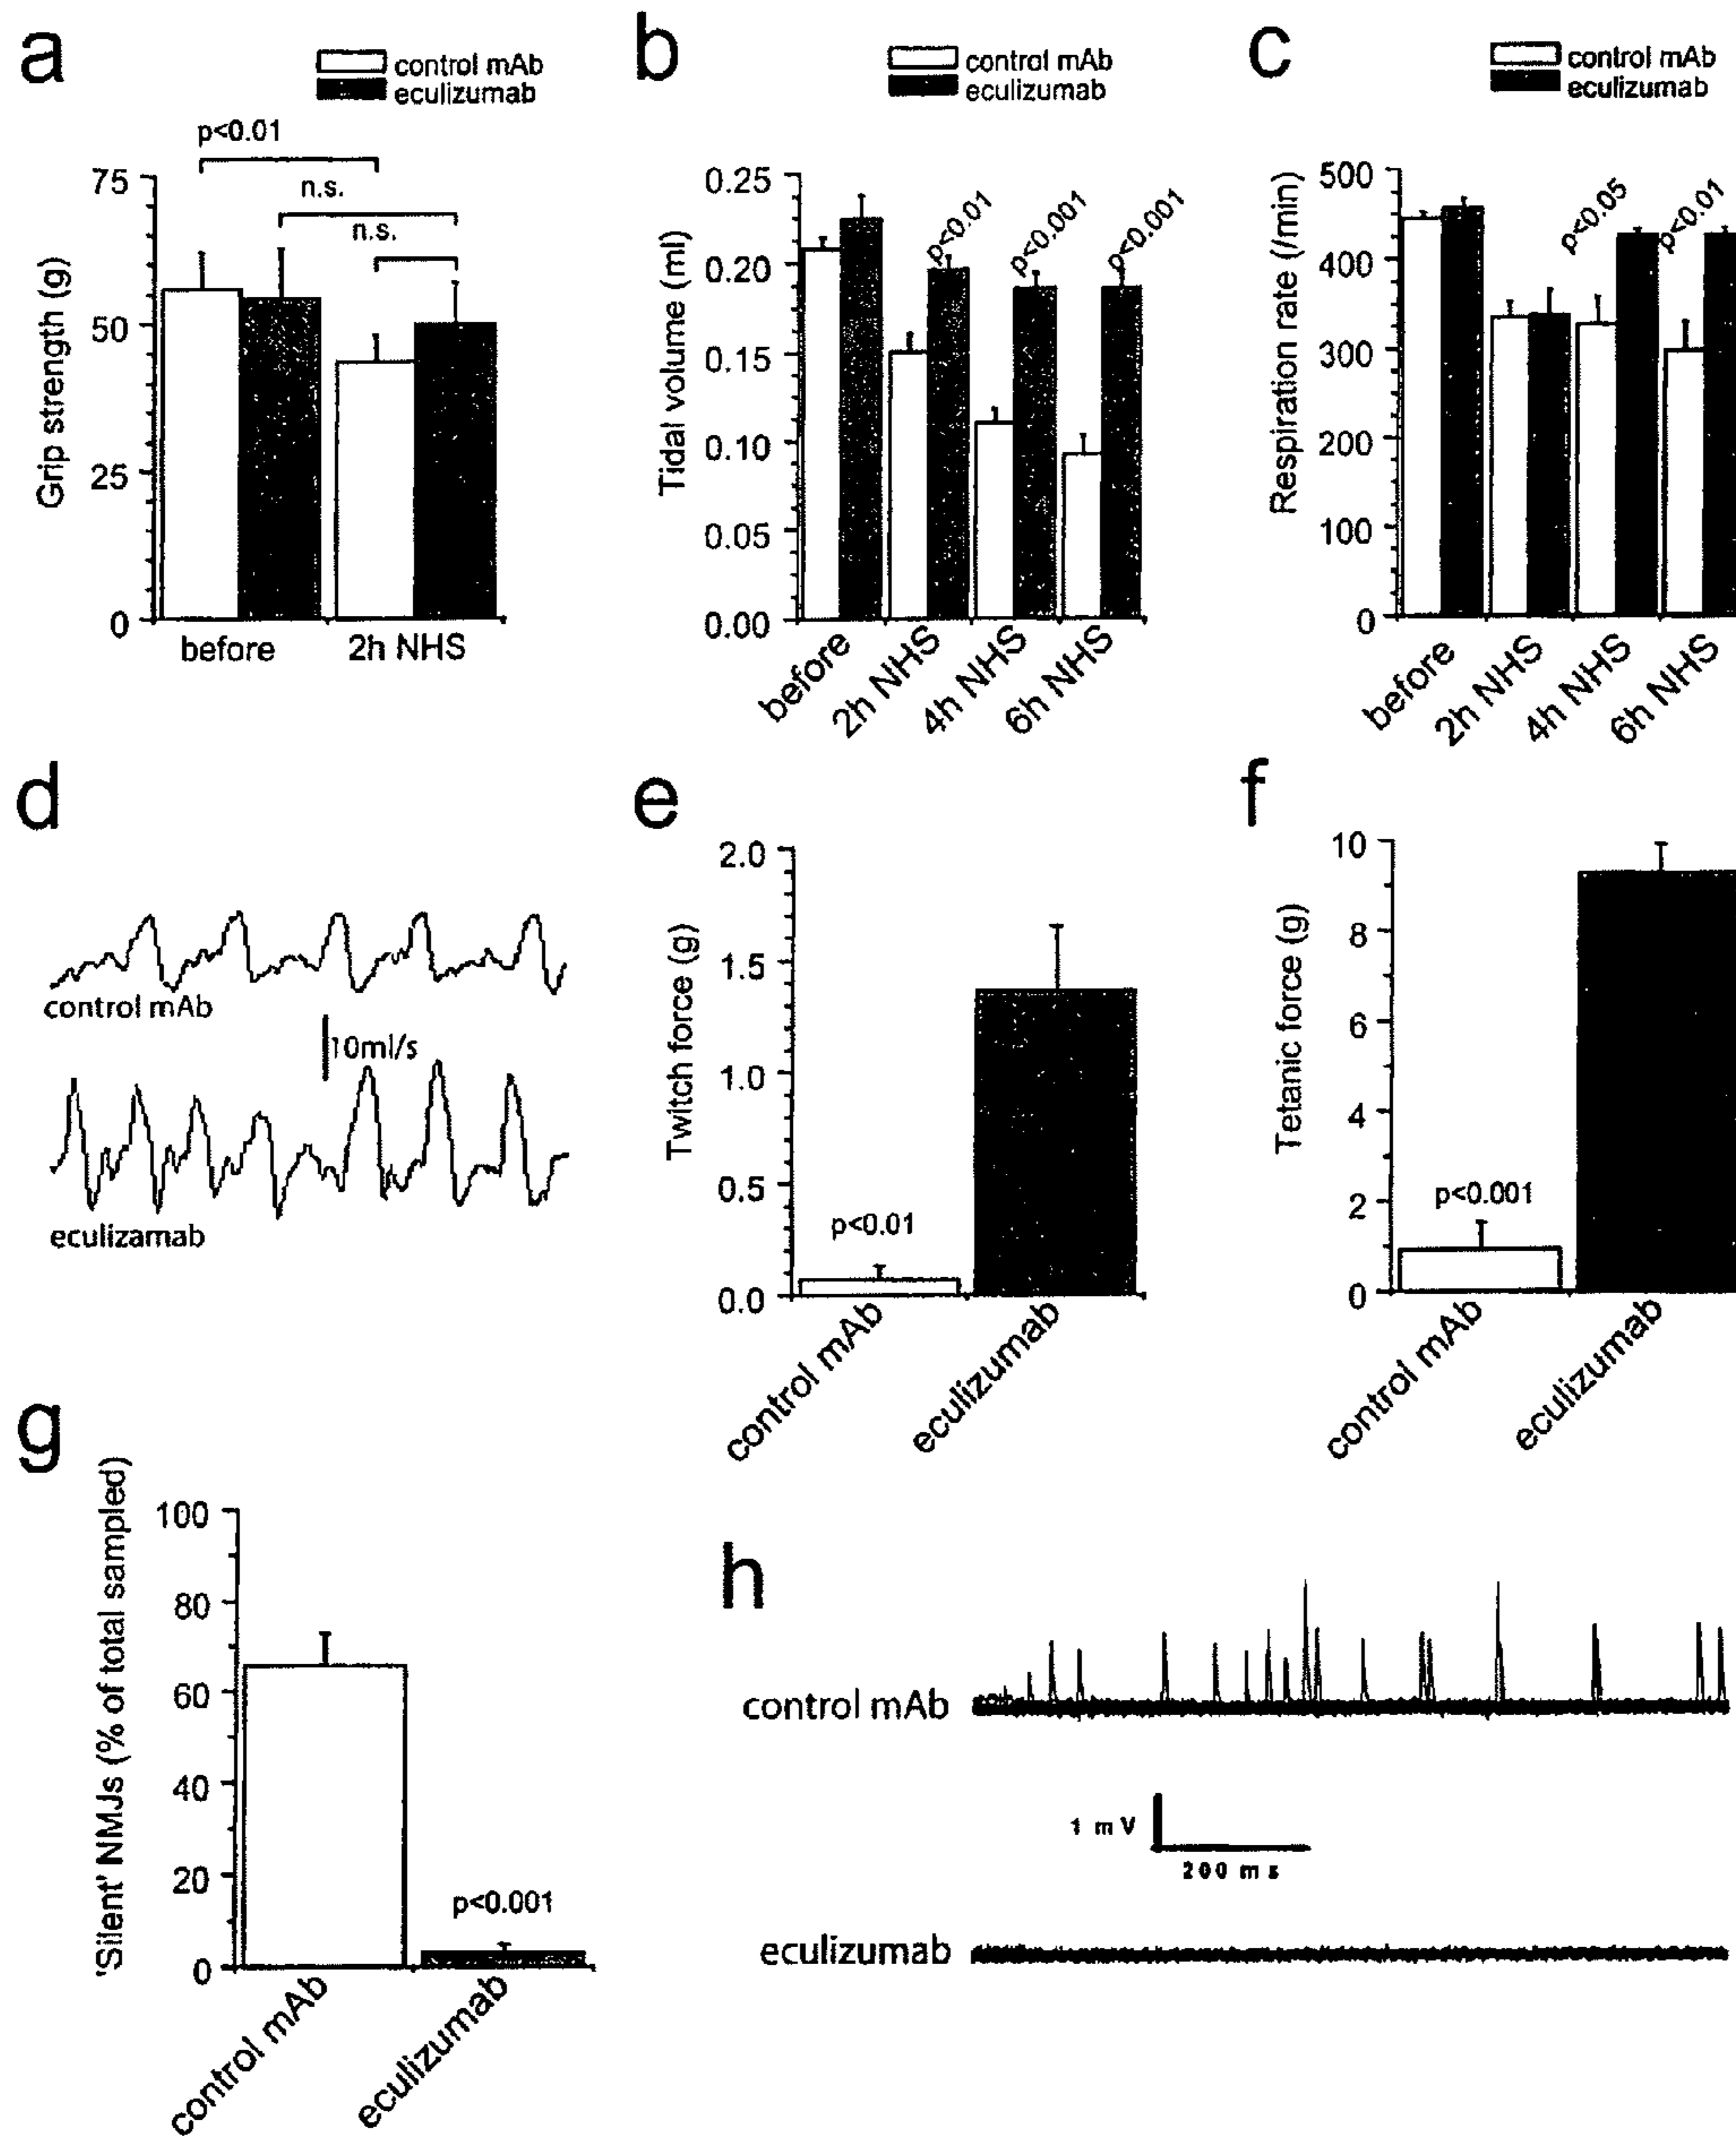 a
control mAb
eculizumab
p<0.01
n.s.
n.s.
75
50
25
0
Grip strength (g)
before
2h NHS
b
control mAb
eculizumab
0.25
0.20
0.15
0.10
0.05
0.00
Tidal volume (ml)
p<0.01
p<0.001
p<0.001
before
2h NHS
4h NHS
6h NHS
c
control mAb
eculizumab
500
400
300
200
100
0
Respiration rate (/min)
p<0.05
p<0.01
before
2h NHS
4h NHS
6h NHS
d
control mAb
10ml/s
eculizamab
e
2.0
1.5
1.0
0.5
0.0
Twitch force (g)
p<0.01
control mAb
eculizumab
f
10
8
6
4
2
0
Tetanic force (g)
p<0.001
control mAb
eculizumab
g
100
80
60
40
20
0
'Silent' NMJs (% of total sampled)
p<0.001
control mAb
eculizumab
h
control mAb
1 mV
200 ms
eculizumab